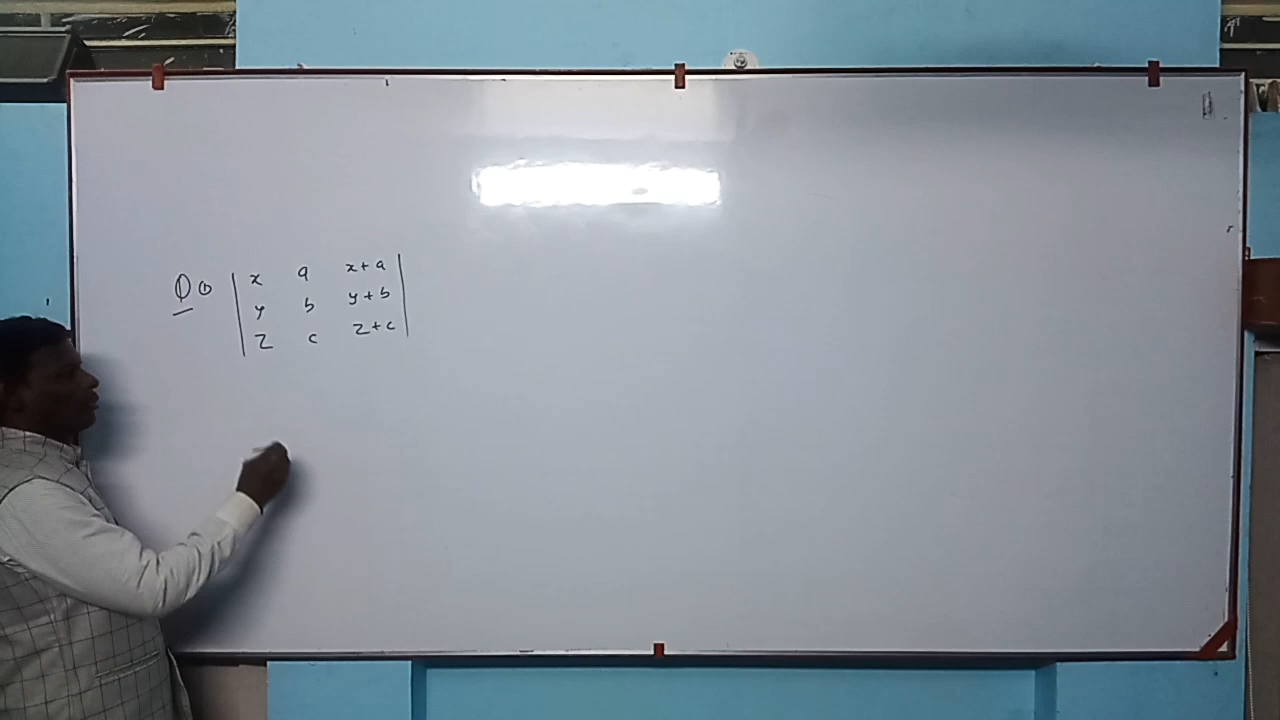 Q ① | x a x+a |
| y b y+b |
| z c z+c |